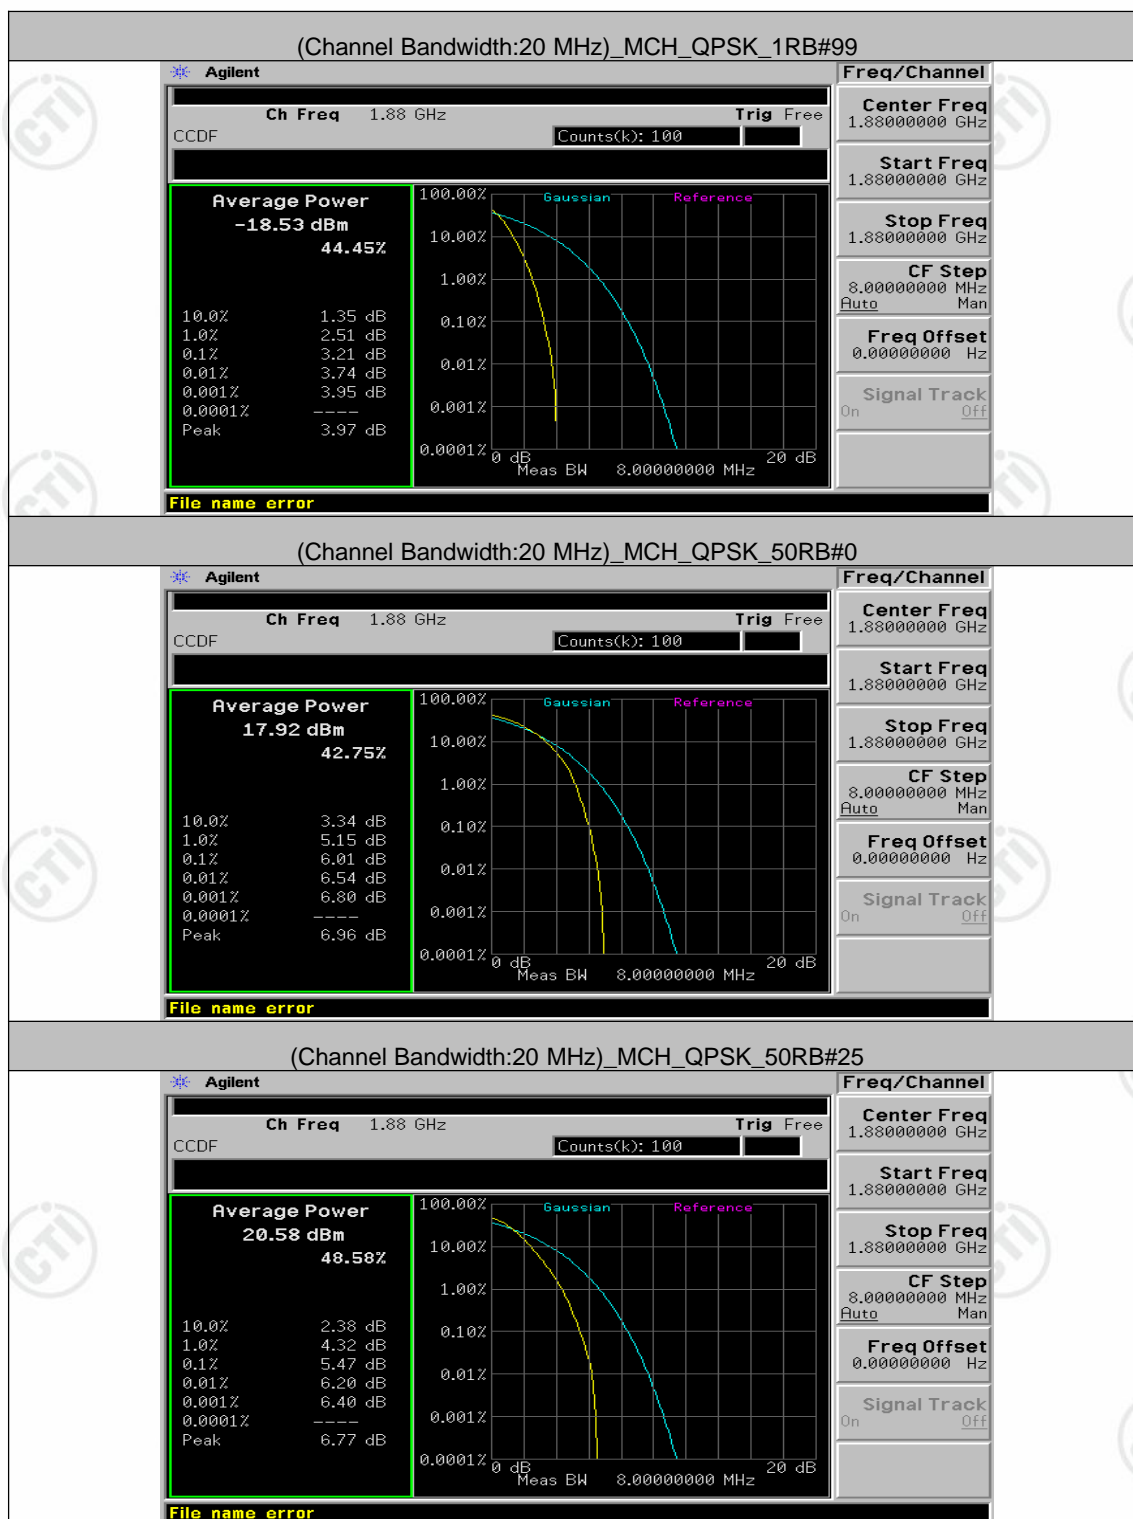 (Channel Bandwidth:20 MHz)_MCH_QPSK_1RB#99
Agilent
Freq/Channel
Ch Freq 1.88 GHz Trig Free
CCDF Counts(k): 100
Center Freq
1.88000000 GHz
Start Freq
1.88000000 GHz
Stop Freq
1.88000000 GHz
CF Step
8.00000000 MHz
Auto Man
Freq Offset
0.00000000 Hz
Signal Track
On Off
Average Power
-18.53 dBm
44.45%
10.0% 1.35 dB
1.0% 2.51 dB
0.1% 3.21 dB
0.01% 3.74 dB
0.001% 3.95 dB
0.0001% ----
Peak 3.97 dB
Gaussian Reference
100.00%
10.00%
1.00%
0.10%
0.01%
0.001%
0.0001%
0 dB 20 dB
Meas BW 8.00000000 MHz
File name error
(Channel Bandwidth:20 MHz)_MCH_QPSK_50RB#0
Agilent
Freq/Channel
Ch Freq 1.88 GHz Trig Free
CCDF Counts(k): 100
Center Freq
1.88000000 GHz
Start Freq
1.88000000 GHz
Stop Freq
1.88000000 GHz
CF Step
8.00000000 MHz
Auto Man
Freq Offset
0.00000000 Hz
Signal Track
On Off
Average Power
17.92 dBm
42.75%
10.0% 3.34 dB
1.0% 5.15 dB
0.1% 6.01 dB
0.01% 6.54 dB
0.001% 6.80 dB
0.0001% ----
Peak 6.96 dB
Gaussian Reference
100.00%
10.00%
1.00%
0.10%
0.01%
0.001%
0.0001%
0 dB 20 dB
Meas BW 8.00000000 MHz
File name error
(Channel Bandwidth:20 MHz)_MCH_QPSK_50RB#25
Agilent
Freq/Channel
Ch Freq 1.88 GHz Trig Free
CCDF Counts(k): 100
Center Freq
1.88000000 GHz
Start Freq
1.88000000 GHz
Stop Freq
1.88000000 GHz
CF Step
8.00000000 MHz
Auto Man
Freq Offset
0.00000000 Hz
Signal Track
On Off
Average Power
20.58 dBm
48.58%
10.0% 2.38 dB
1.0% 4.32 dB
0.1% 5.47 dB
0.01% 6.20 dB
0.001% 6.40 dB
0.0001% ----
Peak 6.77 dB
Gaussian Reference
100.00%
10.00%
1.00%
0.10%
0.01%
0.001%
0.0001%
0 dB 20 dB
Meas BW 8.00000000 MHz
File name error
CTI
CTI
CTI
CTI
CTI
CTI
CTI
CTI